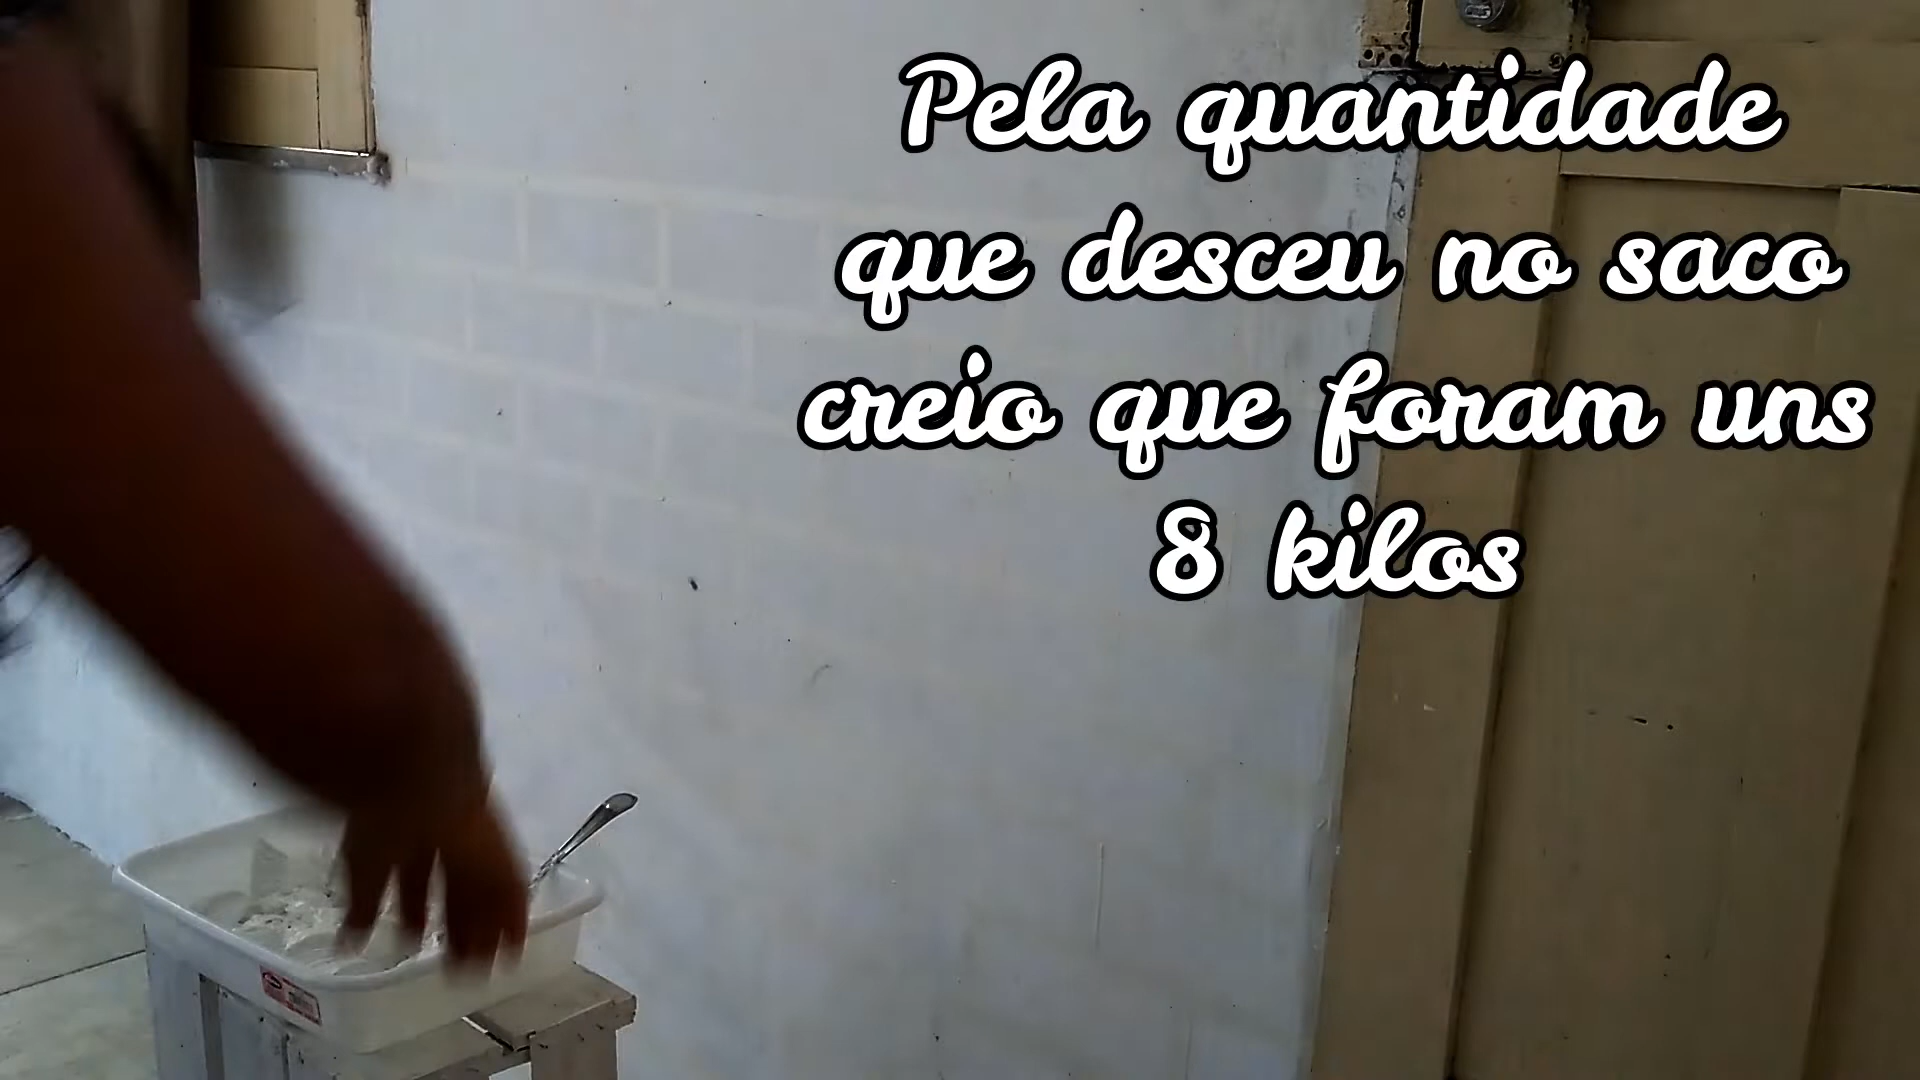 Pela quantidade
que desceu no saco
creio que foram uns
8 kilos